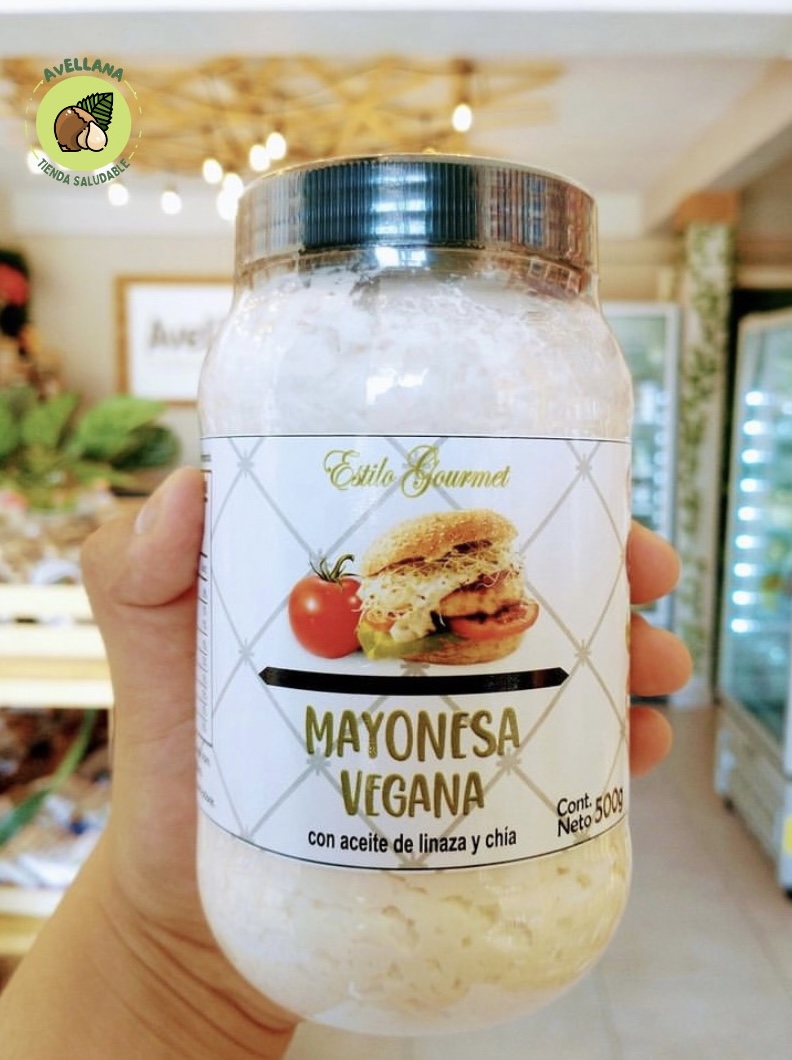 AVELLANA
TIENDA SALUDABLE
Estilo Gourmet
MAYONESA
VEGANA
con aceite de linaza y chía
Cont.
Neto 500g